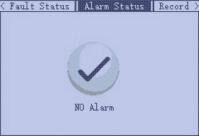 < Fault Status Alarm Status Record >
NO Alarm